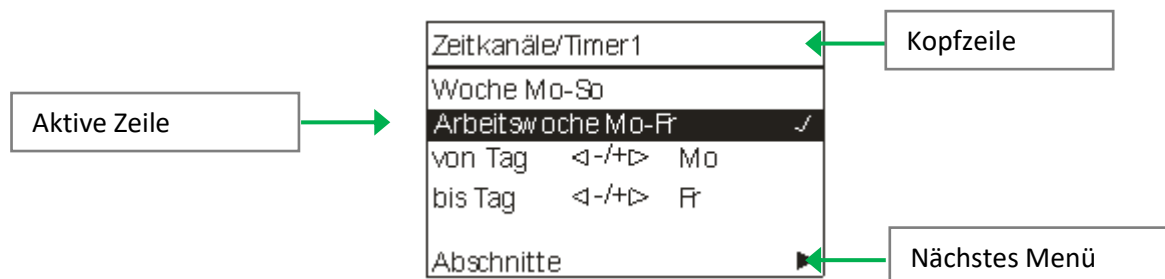 Zeitkanäle/Timer1
Kopfzeile
Woche Mo-So
Aktive Zeile
Arbeitswoche Mo-Fr ✓
von Tag ◁-/+▷ Mo
bis Tag ◁-/+▷ Fr
Abschnitte ▶
Nächstes Menü